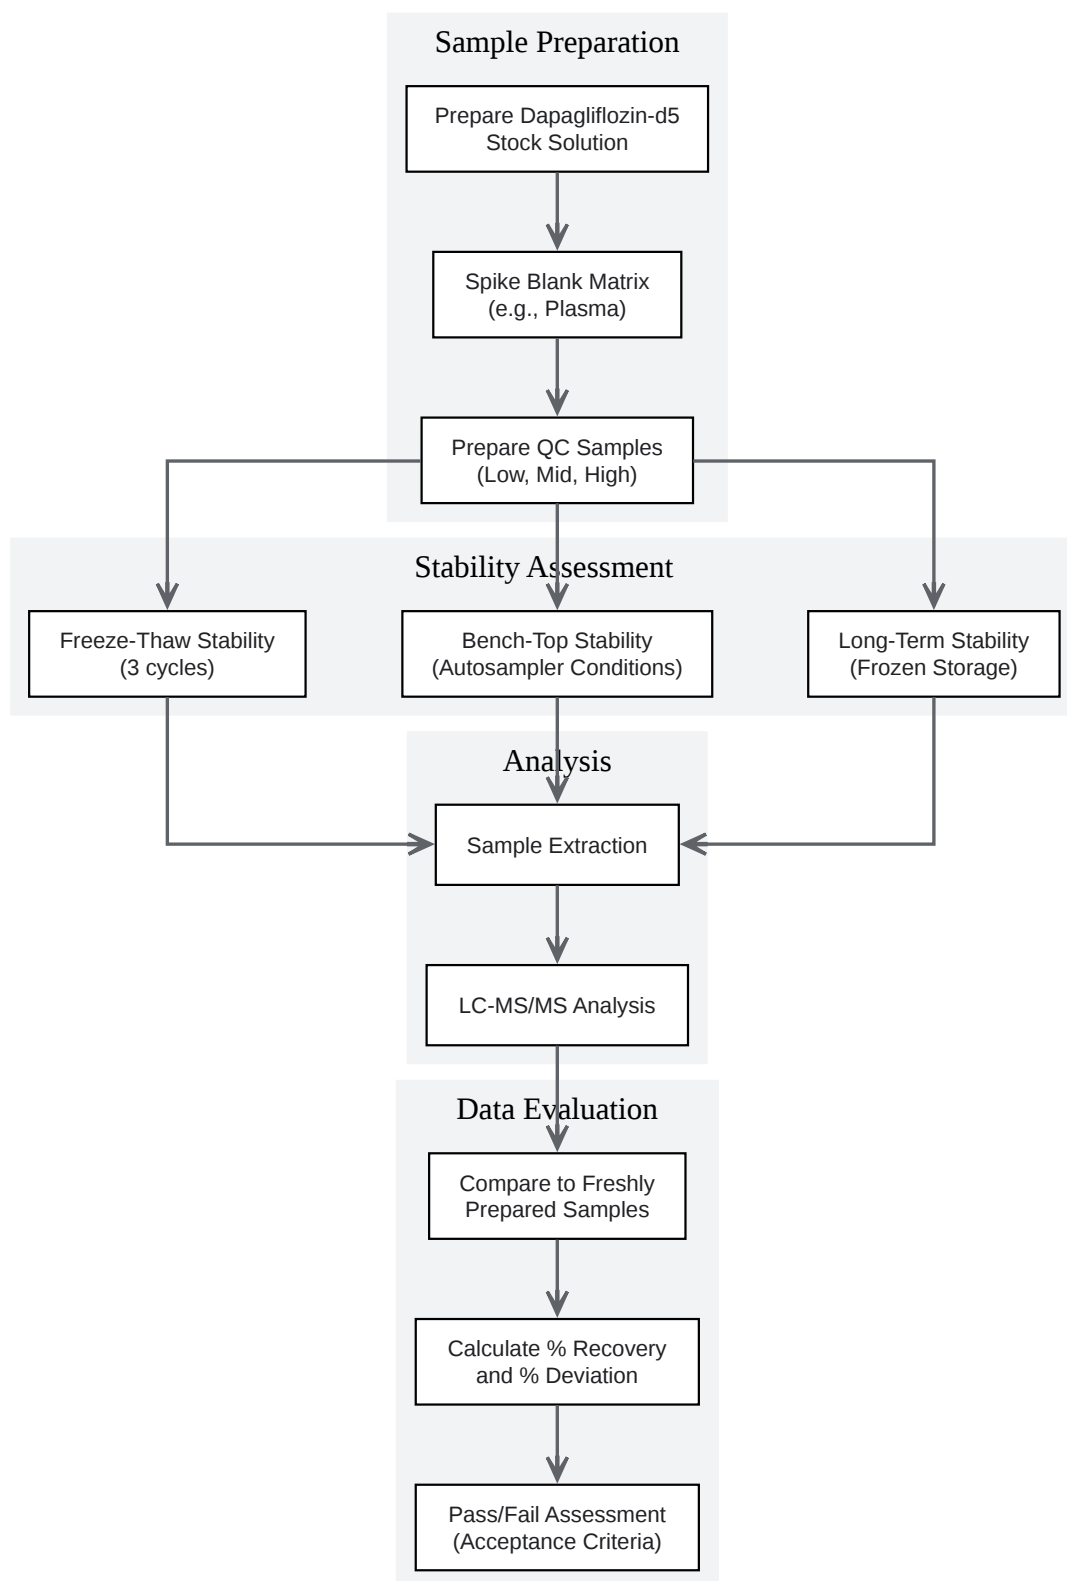 Sample Preparation
Prepare Dapagliflozin-d5
Stock Solution
Spike Blank Matrix
(e.g., Plasma)
Prepare QC Samples
(Low, Mid, High)
Stability Assessment
Freeze-Thaw Stability
(3 cycles)
Bench-Top Stability
(Autosampler Conditions)
Long-Term Stability
(Frozen Storage)
Analysis
Sample Extraction
LC-MS/MS Analysis
Data Evaluation
Compare to Freshly
Prepared Samples
Calculate % Recovery
and % Deviation
Pass/Fail Assessment
(Acceptance Criteria)